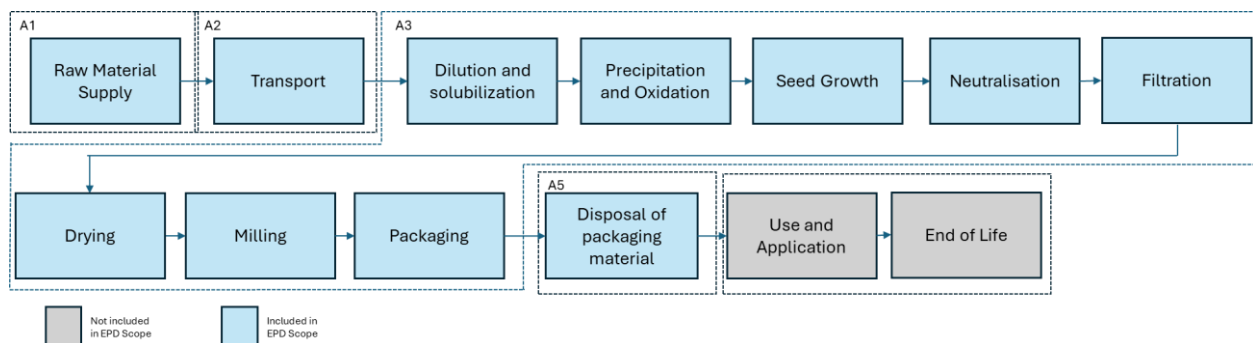 A1
A2
A3
Raw Material
Supply
Transport
Dilution and
solubilization
Precipitation
and Oxidation
Seed Growth
Neutralisation
Filtration
A5
Drying
Milling
Packaging
Disposal of
packaging
material
Use and
Application
End of Life
Not included
in EPD Scope
Included in
EPD Scope